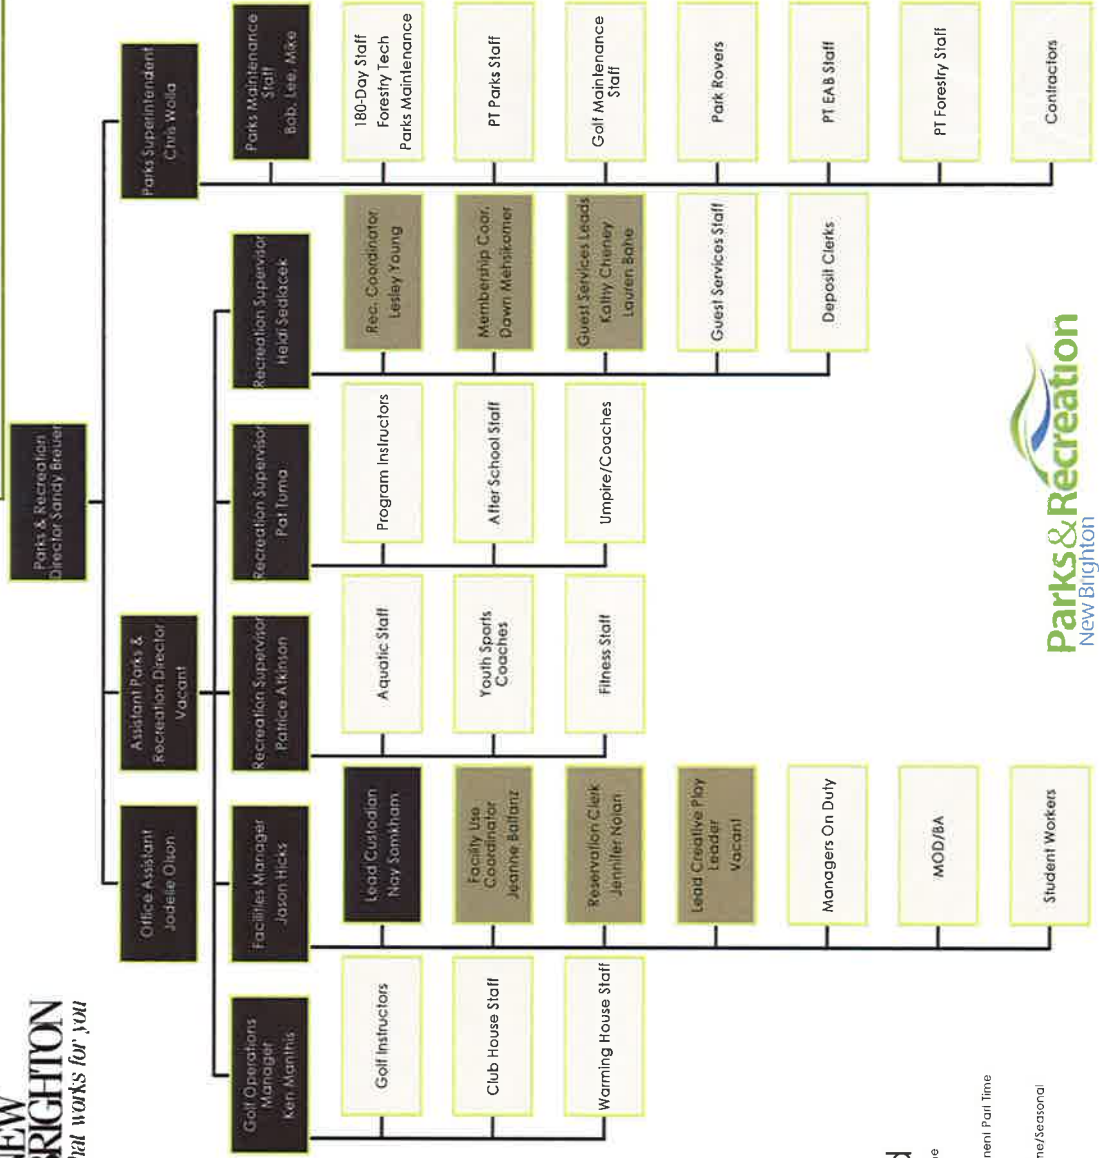 NEW
BRIGHTON
that works for you
Parks & Recreation
Director Sandy Breuer
Office Assistant
Jodelle Olson
Assistant Parks &
Recreation Director
Vacant
Parks Superintendent
Chris Wolla
Golf Operations
Manager
Ken Manthis
Facilities Manager
Jason Hicks
Recreation Supervisor
Patrice Atkinson
Recreation Supervisor
Pat Tuma
Recreation Supervisor
Heidi Sedlacek
Parks Maintenance
Staff
Bob, Lee, Mike
Golf Instructors
Club House Staff
Warming House Staff
Lead Custodian
Nay Somkham
Facility Use
Coordinator
Jeanne Balfanz
Reservation Clerk
Jennifer Nolan
Lead Creative Play
Leader
Vacant
Managers On Duty
MOD/BA
Student Workers
Aquatic Staff
Youth Sports
Coaches
Fitness Staff
Program Instructors
After School Staff
Umpire/Coaches
Rec. Coordinator
Lesley Young
Membership Coor.
Dawn Mehsikomer
Guest Services Leads
Kathy Cheney
Lauren Bahe
Guest Services Staff
Deposit Clerks
180-Day Staff
Forestry Tech
Parks Maintenance
PT Parks Staff
Golf Maintenance
Staff
Park Rovers
PT EAB Staff
PT Forestry Staff
Contractors
d
me
nent Part Time
me/Seasonal
Parks&Recreation
New Brighton